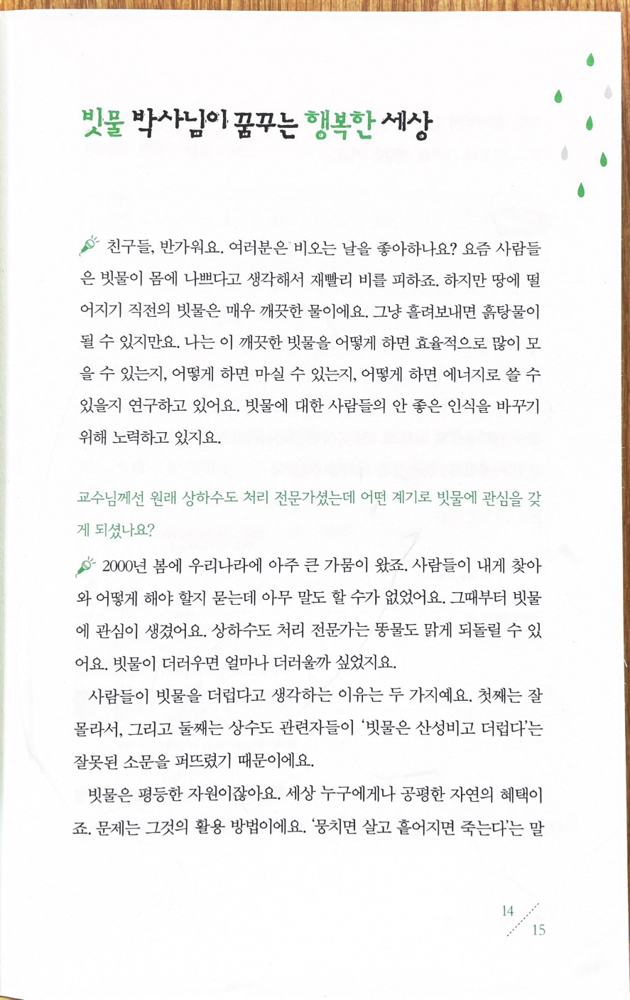 빗물 박사님이 꿈꾸는 행복한 세상
친구들, 반가워요. 여러분은 비오는 날을 좋아하나요? 요즘 사람들
은 빗물이 몸에 나쁘다고 생각해서 재빨리 비를 피하죠. 하지만 땅에 떨
어지기 직전의 빗물은 매우 깨끗한 물이에요. 그냥 흘려보내면 흙탕물이
될 수 있지만요. 나는 이 깨끗한 빗물을 어떻게 하면 효율적으로 많이 모
을 수 있는지, 어떻게 하면 마실 수 있는지, 어떻게 하면 에너지로 쓸 수
있을지 연구하고 있어요. 빗물에 대한 사람들의 안 좋은 인식을 바꾸기
위해 노력하고 있지요.
교수님께선 원래 상하수도 처리 전문가셨는데 어떤 계기로 빗물에 관심을 갖
게 되셨나요?
2000년 봄에 우리나라에 아주 큰 가뭄이 왔죠. 사람들이 내게 찾아
와 어떻게 해야 할지 묻는데 아무 말도 할 수가 없었어요. 그때부터 빗물
에 관심이 생겼어요. 상하수도 처리 전문가는 똥물도 맑게 되돌릴 수 있
어요. 빗물이 더러우면 얼마나 더러울까 싶었지요.
사람들이 빗물을 더럽다고 생각하는 이유는 두 가지예요. 첫째는 잘
몰라서, 그리고 둘째는 상수도 관련자들이 ‘빗물은 산성비고 더럽다’는
잘못된 소문을 퍼뜨렸기 때문이에요.
빗물은 평등한 자원이잖아요. 세상 누구에게나 공평한 자연의 혜택이
죠. 문제는 그것의 활용 방법이에요. ‘뭉치면 살고 흩어지면 죽는다’는 말
14
15